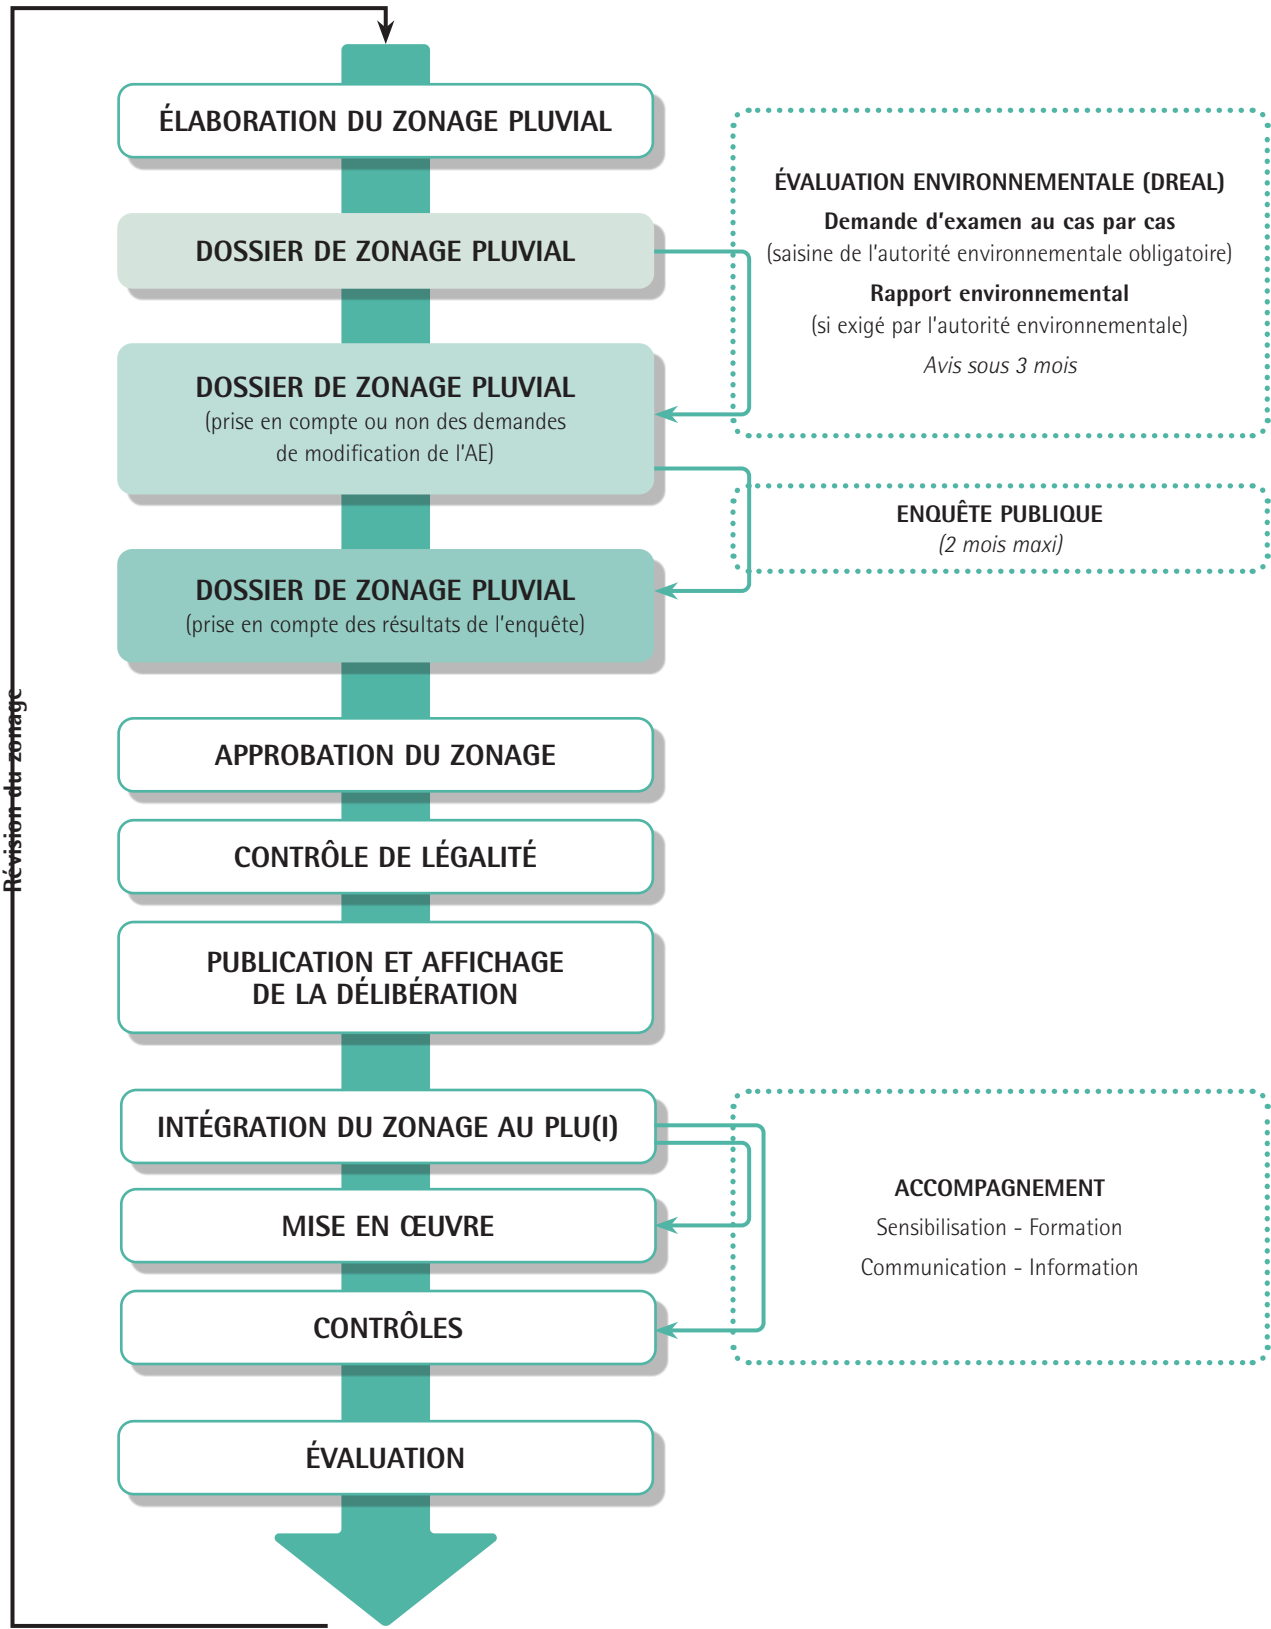 ÉLABORATION DU ZONAGE PLUVIAL
DOSSIER DE ZONAGE PLUVIAL
ÉVALUATION ENVIRONNEMENTALE (DREAL)
Demande d'examen au cas par cas
(saisine de l'autorité environnementale obligatoire)
Rapport environnemental
(si exigé par l'autorité environnementale)
Avis sous 3 mois
DOSSIER DE ZONAGE PLUVIAL
(prise en compte ou non des demandes
de modification de l'AE)
ENQUÊTE PUBLIQUE
(2 mois maxi)
DOSSIER DE ZONAGE PLUVIAL
(prise en compte des résultats de l'enquête)
APPROBATION DU ZONAGE
CONTRÔLE DE LÉGALITÉ
PUBLICATION ET AFFICHAGE
DE LA DÉLIBÉRATION
INTÉGRATION DU ZONAGE AU PLU(I)
MISE EN ŒUVRE
CONTRÔLES
ACCOMPAGNEMENT
Sensibilisation - Formation
Communication - Information
ÉVALUATION
Révision du zonage